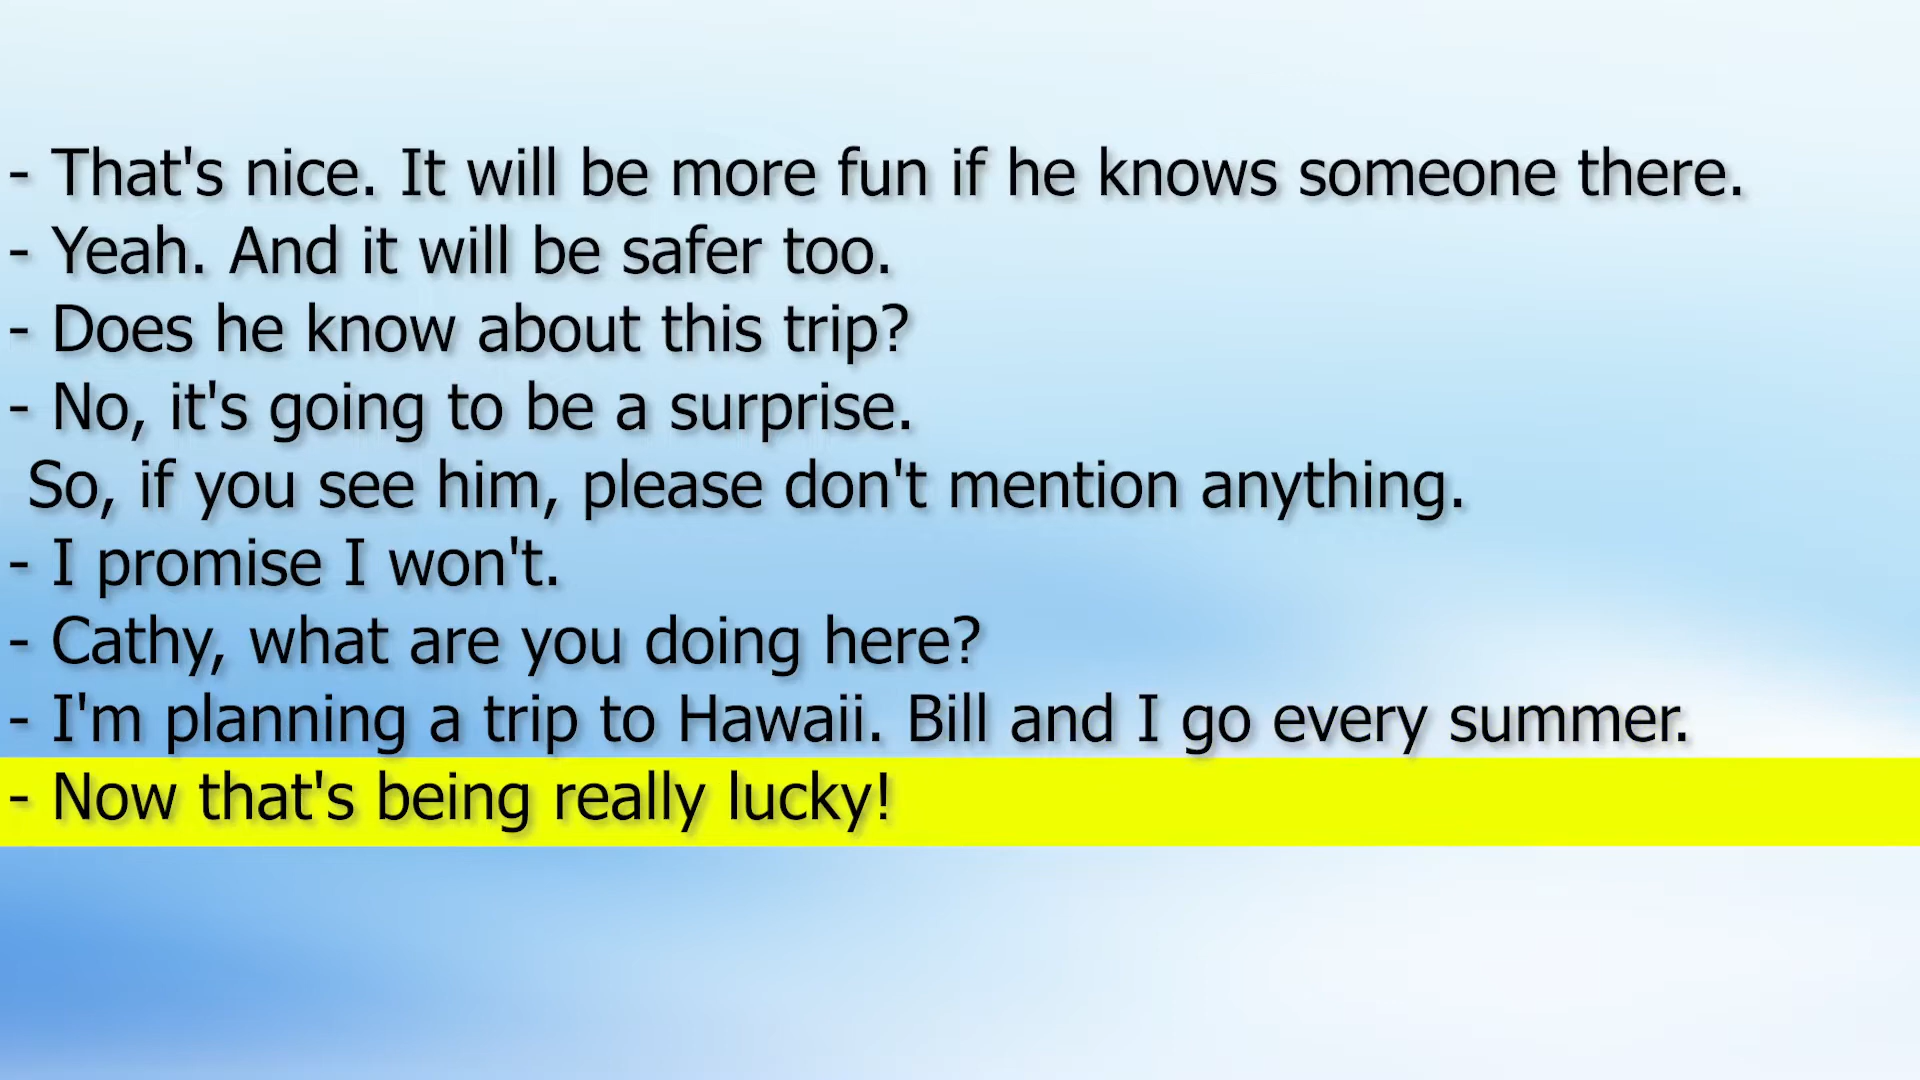 - That's nice. It will be more fun if he knows someone there.
- Yeah. And it will be safer too.
- Does he know about this trip?
- No, it's going to be a surprise.
So, if you see him, please don't mention anything.
- I promise I won't.
- Cathy, what are you doing here?
- I'm planning a trip to Hawaii. Bill and I go every summer.
- Now that's being really lucky!